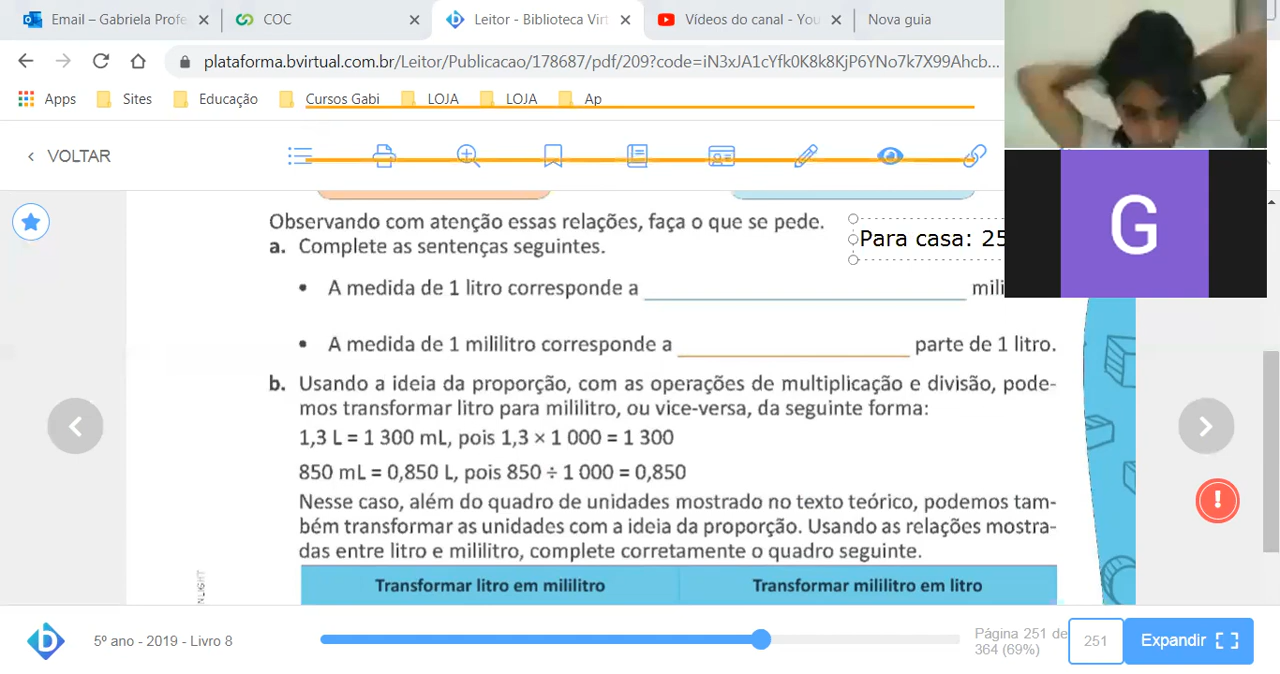 Email – Gabriela Profe
COC
Leitor - Biblioteca Virt
Vídeos do canal - You
Nova guia
plataforma.bvirtual.com.br/Leitor/Publicacao/178687/pdf/209?code=iN3xJA1cYfk0K8k8KjP6YNo7k7X99Ahcb...
Apps
Sites
Educação
Cursos Gabi
LOJA
LOJA
Ap
VOLTAR
Observando com atenção essas relações, faça o que se pede.
Para casa: 25
a. Complete as sentenças seguintes.
• A medida de 1 litro corresponde a ____ mili
• A medida de 1 mililitro corresponde a ____ parte de 1 litro.
b. Usando a ideia da proporção, com as operações de multiplicação e divisão, pode-
mos transformar litro para mililitro, ou vice-versa, da seguinte forma:
1,3 L = 1 300 mL, pois 1,3 × 1 000 = 1 300
850 mL = 0,850 L, pois 850 ÷ 1 000 = 0,850
Nesse caso, além do quadro de unidades mostrado no texto teórico, podemos tam-
bém transformar as unidades com a ideia da proporção. Usando as relações mostra-
das entre litro e mililitro, complete corretamente o quadro seguinte.
Transformar litro em mililitro
Transformar mililitro em litro
G
5º ano - 2019 - Livro 8
Página 251 de
364 (69%)
251
Expandir